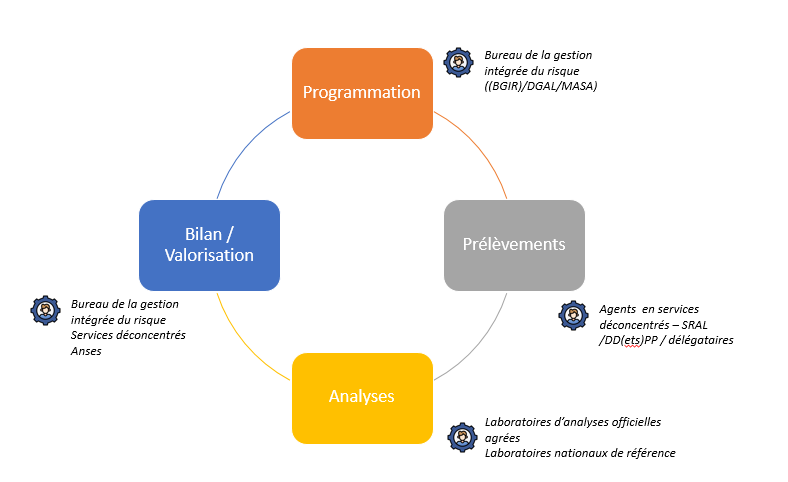 Programmation
Bureau de la gestion
intégrée du risque
((BGIR)/DGAL/MASA)
Bilan /
Valorisation
Prélèvements
Bureau de la gestion
intégrée du risque
Services déconcentrés
Anses
Agents en services
déconcentrés – SRAL
/DD(ets)PP / délégataires
Analyses
Laboratoires d’analyses officielles
agrées
Laboratoires nationaux de référence